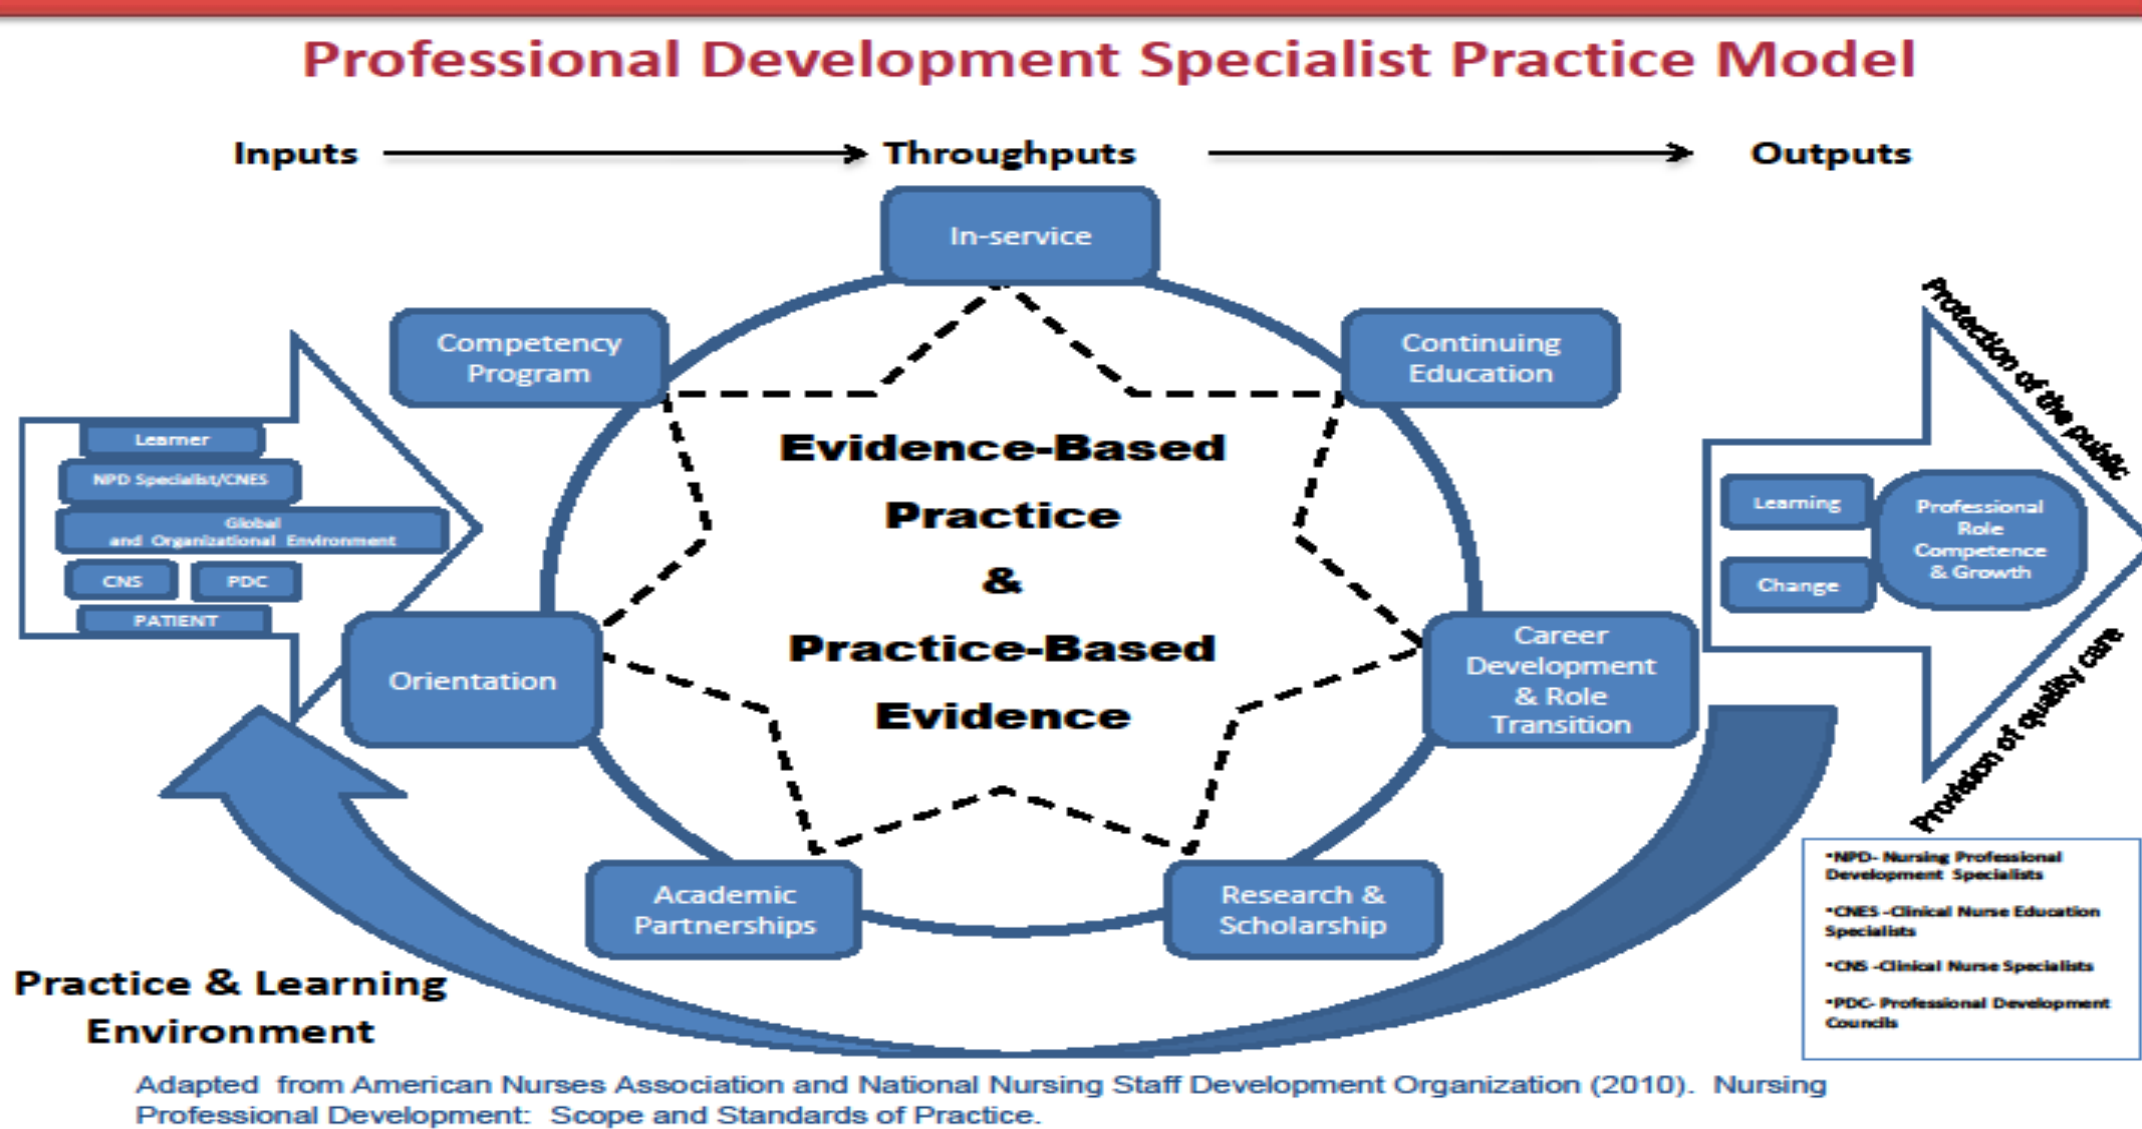 Professional Development Specialist Practice Model
Inputs
Throughputs
Outputs
In-service
Competency
Program
Continuing
Education
Learner
NPD Specialist/CNES
Global
and Organizational Environment
CNS
PDC
PATIENT
Evidence-Based
Practice
&
Practice-Based
Evidence
Protection of the public
Learning
Change
Professional
Role
Competence
& Growth
Provision of quality care
Orientation
Career
Development
& Role
Transition
Academic
Partnerships
Research &
Scholarship
Practice & Learning
Environment
•NPD- Nursing Professional
Development Specialists
•CNES -Clinical Nurse Education
Specialists
•CNS -Clinical Nurse Specialists
•PDC- Professional Development
Councils
Adapted from American Nurses Association and National Nursing Staff Development Organization (2010). Nursing
Professional Development: Scope and Standards of Practice.